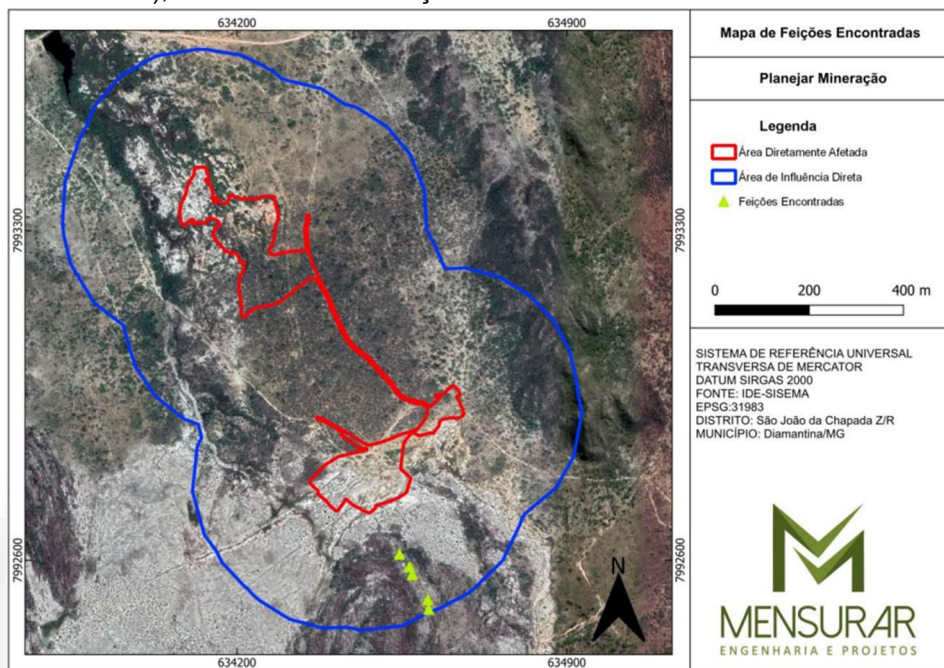 634200
634900
7993300
7992600
7993300
7992600
634200
634900
N
Mapa de Feições Encontradas
Planejar Mineração
Legenda
Área Diretamente Afetada
Área de Influência Direta
Feições Encontradas
0 200 400 m
SISTEMA DE REFERÊNCIA UNIVERSAL
TRANSVERSA DE MERCATOR
DATUM SIRGAS 2000
FONTE: IDE-SISEMA
EPSG:31983
DISTRITO: São João da Chapada Z/R
MUNICÍPIO: Diamantina/MG
MENSURAR
ENGENHARIA E PROJETOS